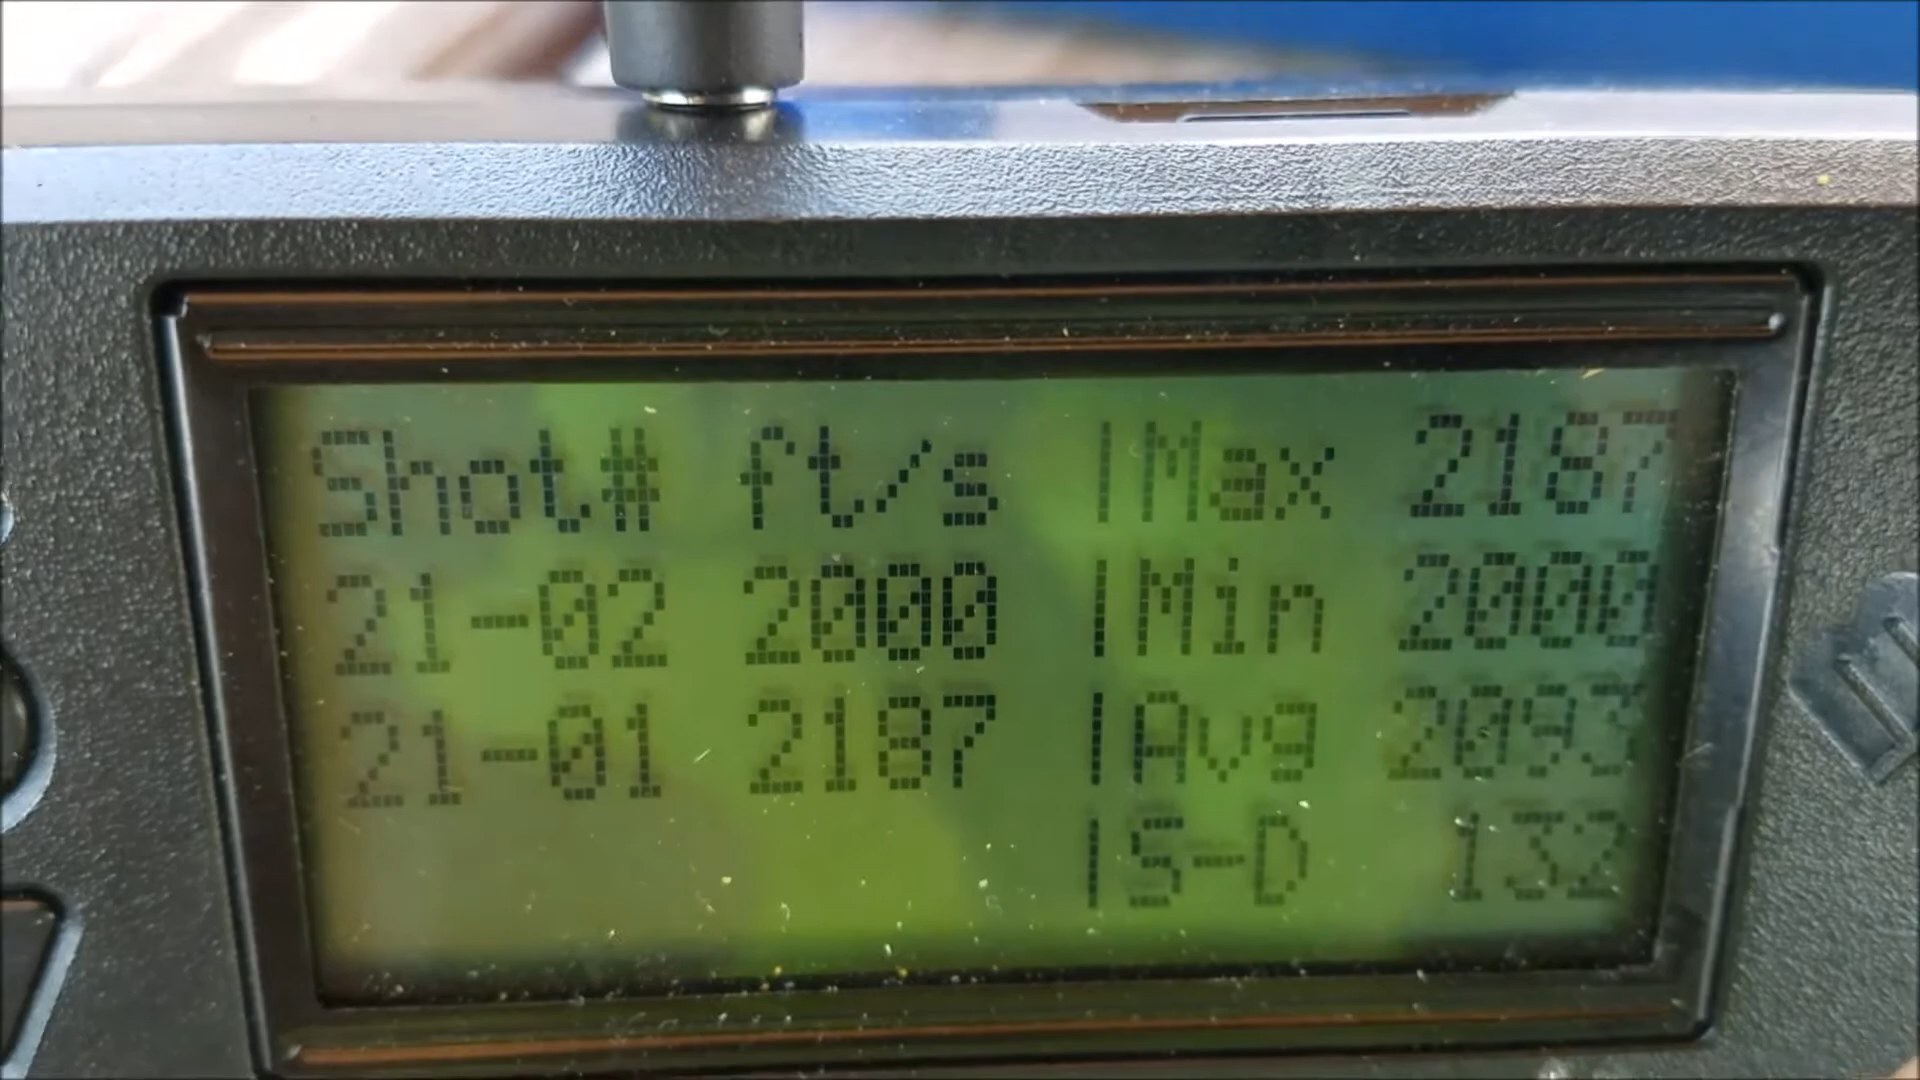 Shot# ft/s |Max 2187
21-02 2000 |Min 2000
21-01 2187 |Avg 2093
|S-D 132